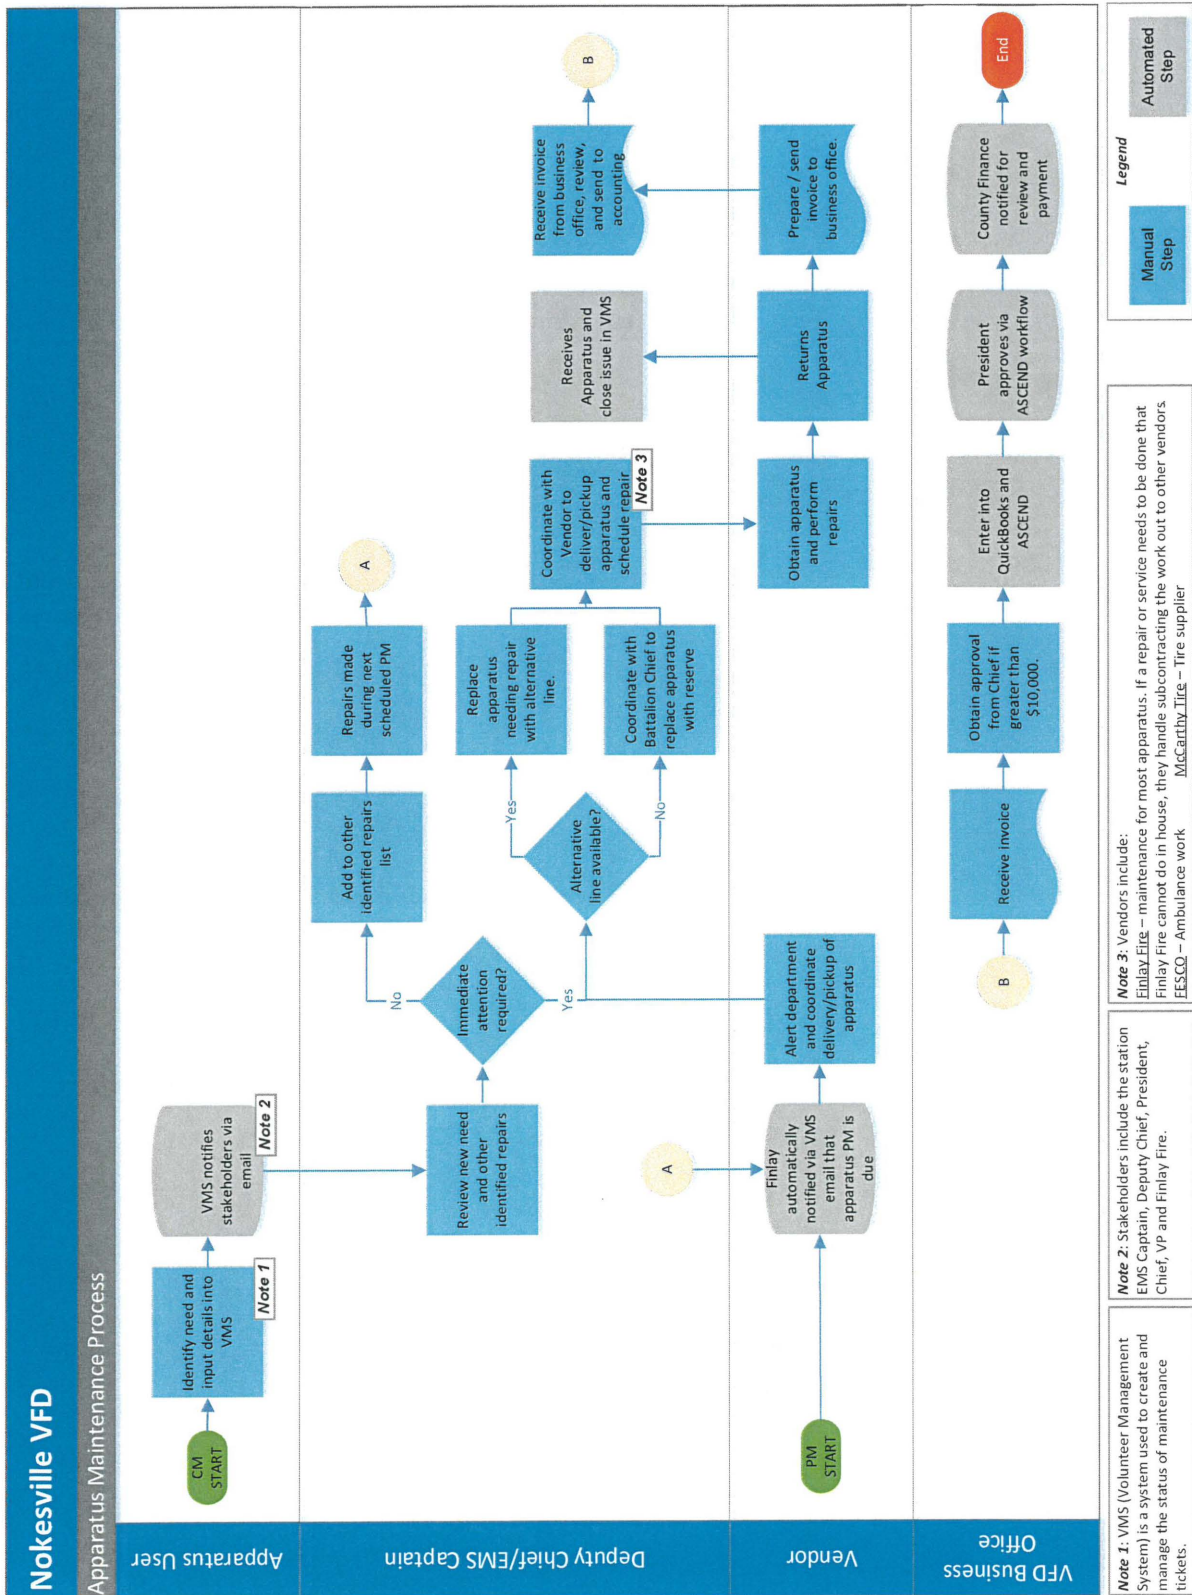 Nokesville VFD
Apparatus Maintenance Process
Apparatus User
CM
START
Identify need and
input details into
VMS
Note 1
VMS notifies
stakeholders via
email
Note 2
Deputy Chief/EMS Captain
Review new need
and other
identified repairs
Immediate
attention
required?
No
Yes
Add to other
identified repairs
list
Repairs made
during next
scheduled PM
A
Alternative
line available?
Yes
No
Replace
apparatus
needing repair
with alternative
line.
Coordinate with
Battalion Chief to
replace apparatus
with reserve
Coordinate with
Vendor to
deliver/pickup
apparatus and
schedule repair
Note 3
Receives
Apparatus and
close issue in VMS
Receive invoice
from business
office, review,
and send to
accounting
B
A
Vendor
PM
START
Finlay
automatically
notified via VMS
email that
apparatus PM is
due
Alert department
and coordinate
delivery/pickup of
apparatus
Obtain apparatus
and perform
repairs
Returns
Apparatus
Prepare / send
invoice to
business office.
VFD Business
Office
B
Receive invoice
Obtain approval
from Chief if
greater than
$10,000.
Enter into
QuickBooks and
ASCEND
President
approves via
ASCEND workflow
County Finance
notified for
review and
payment
End
Note 1: VMS (Volunteer Management
System) is a system used to create and
manage the status of maintenance
tickets.
Note 2: Stakeholders include the station
EMS Captain, Deputy Chief, President,
Chief, VP and Finlay Fire.
Note 3: Vendors include:
Finlay Fire – maintenance for most apparatus. If a repair or service needs to be done that
Finlay Fire cannot do in house, they handle subcontracting the work out to other vendors
FESCO – Ambulance work McCarthy Tire – Tire supplier
Legend
Manual
Step
Automated
Step